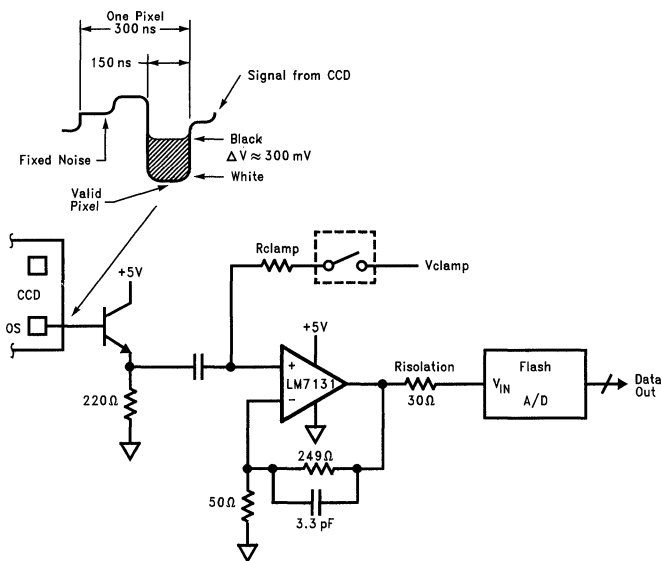 One Pixel
300 ns
150 ns
Signal from CCD
Fixed Noise
Black
ΔV ≈ 300 mV
White
Valid
Pixel
Rclamp
Vclamp
CCD
+5V
OS
+5V
+
LM7131
−
Risolation
30Ω
VIN
Flash
A/D
Data
Out
220Ω
249Ω
50Ω
3.3 pF